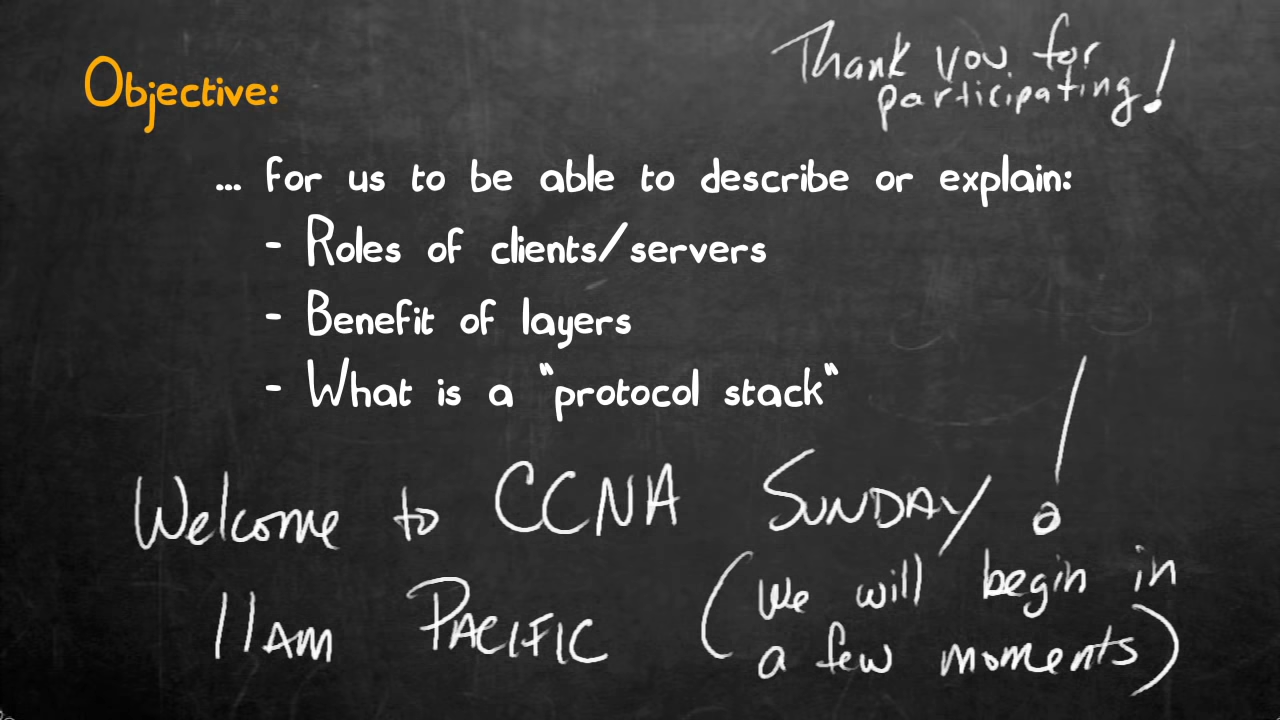 Thank you for
participating!
Objective:
... for us to be able to describe or explain:
- Roles of clients/servers
- Benefit of layers
- What is a "protocol stack"
Welcome to CCNA SUNDAY!
11AM PACIFIC (We will begin in
a few moments)